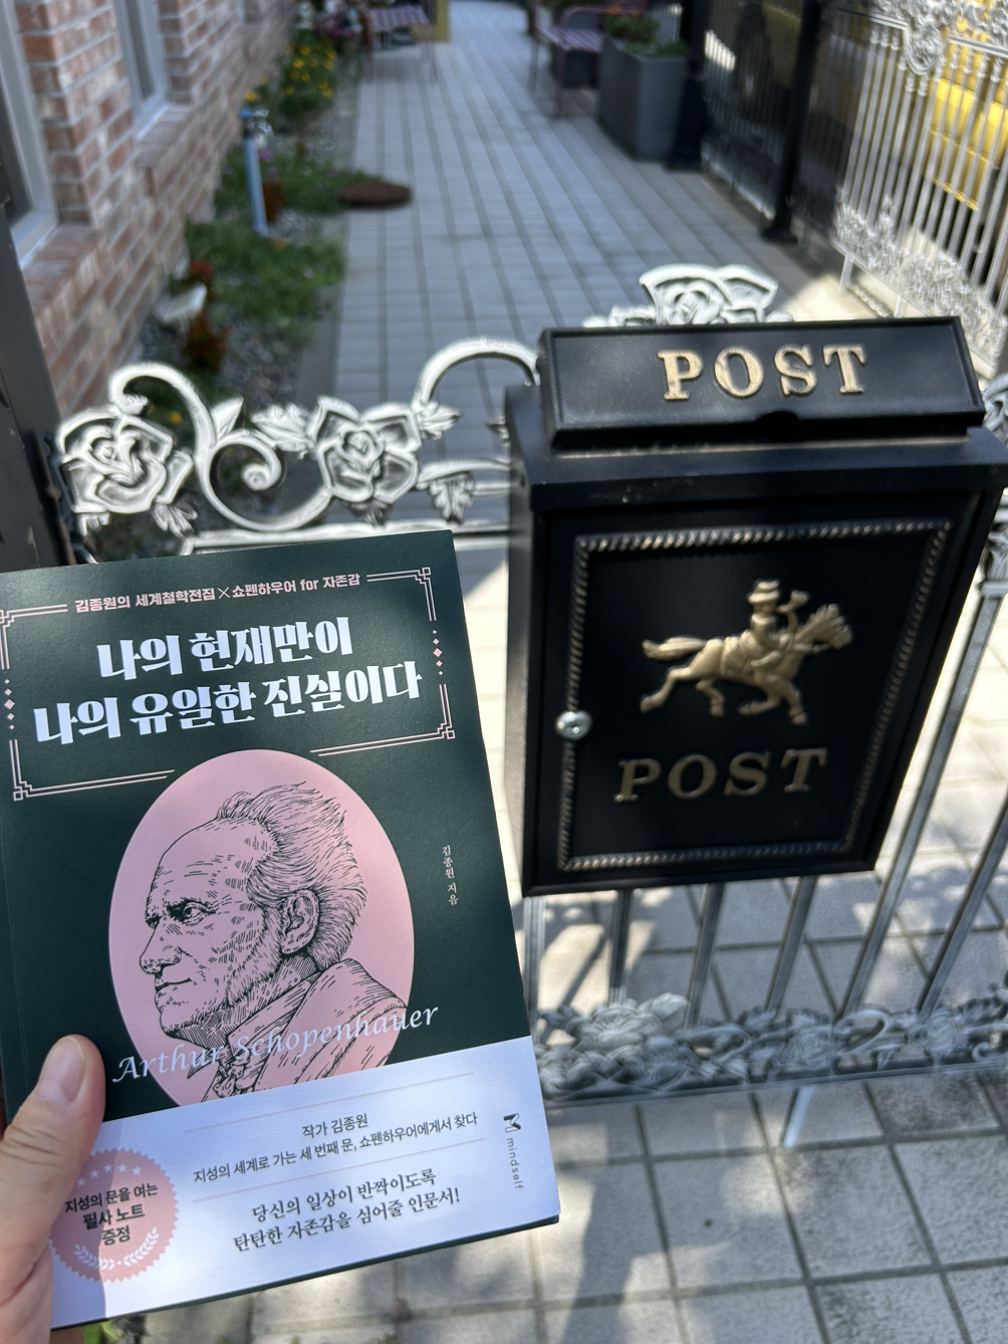 김종원의 세계철학전집×쇼펜하우어 for 자존감
나의 현재만이
나의 유일한 진실이다
김종원 지음
Arthur Schopenhauer
작가 김종원
지성의 세계로 가는 세 번째 문, 쇼펜하우어에게서 찾다
당신의 일상이 반짝이도록
탄탄한 자존감을 심어줄 인문서!
지성의 문을 여는
필사 노트
증정
mindself
POST
POST